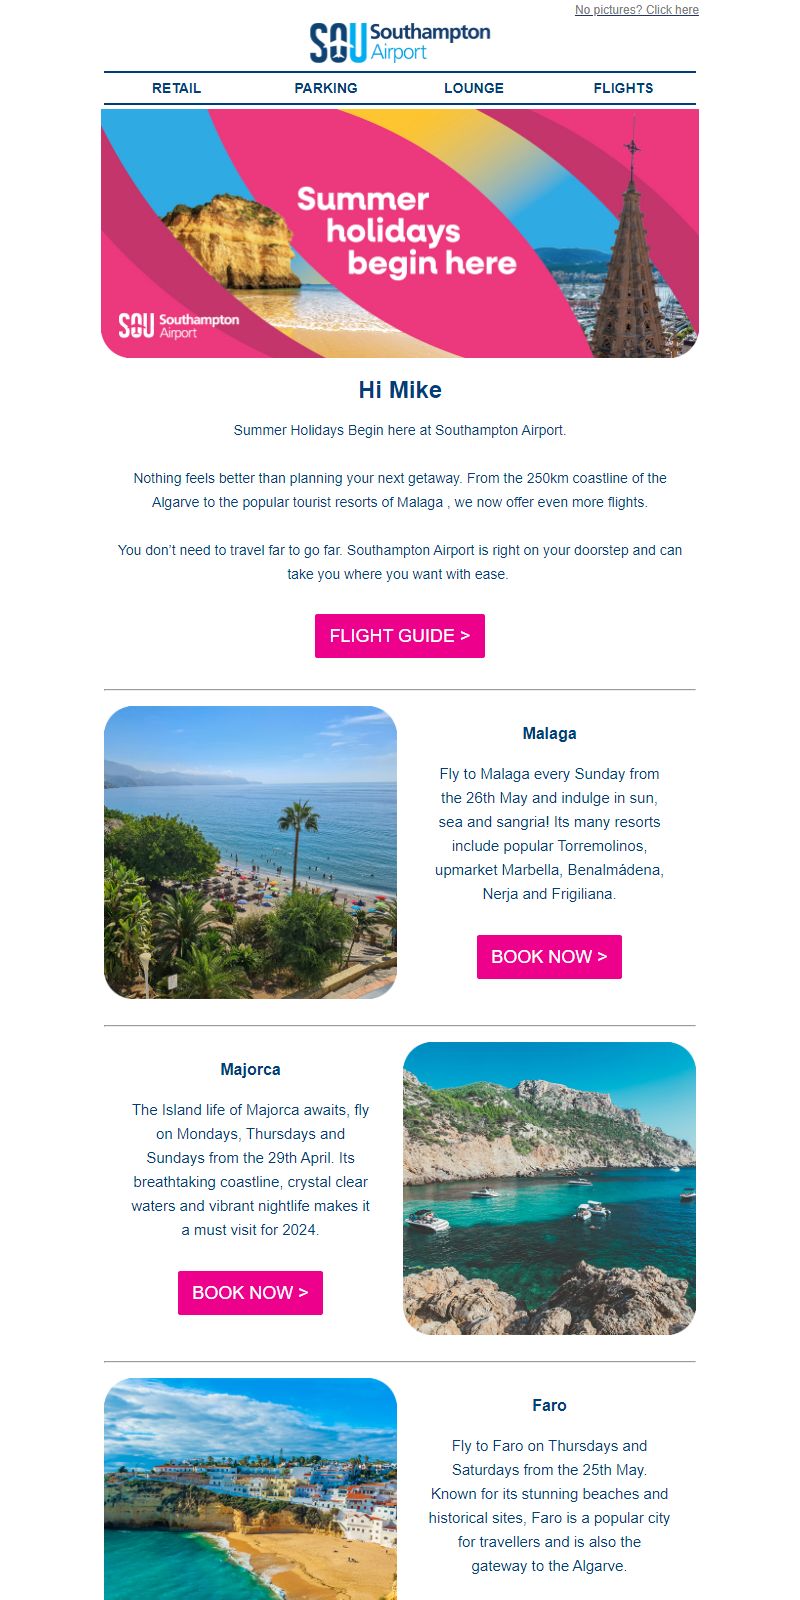 No pictures? Click here
SOU Southampton
Airport
RETAIL PARKING LOUNGE FLIGHTS
Summer
holidays
begin here
SOU Southampton
Airport
Hi Mike
Summer Holidays Begin here at Southampton Airport.
Nothing feels better than planning your next getaway. From the 250km coastline of the
Algarve to the popular tourist resorts of Malaga , we now offer even more flights.
You don’t need to travel far to go far. Southampton Airport is right on your doorstep and can
take you where you want with ease.
FLIGHT GUIDE >
Malaga
Fly to Malaga every Sunday from
the 26th May and indulge in sun,
sea and sangria! Its many resorts
include popular Torremolinos,
upmarket Marbella, Benalmádena,
Nerja and Frigiliana.
BOOK NOW >
Majorca
The Island life of Majorca awaits, fly
on Mondays, Thursdays and
Sundays from the 29th April. Its
breathtaking coastline, crystal clear
waters and vibrant nightlife makes it
a must visit for 2024.
BOOK NOW >
Faro
Fly to Faro on Thursdays and
Saturdays from the 25th May.
Known for its stunning beaches and
historical sites, Faro is a popular city
for travellers and is also the
gateway to the Algarve.